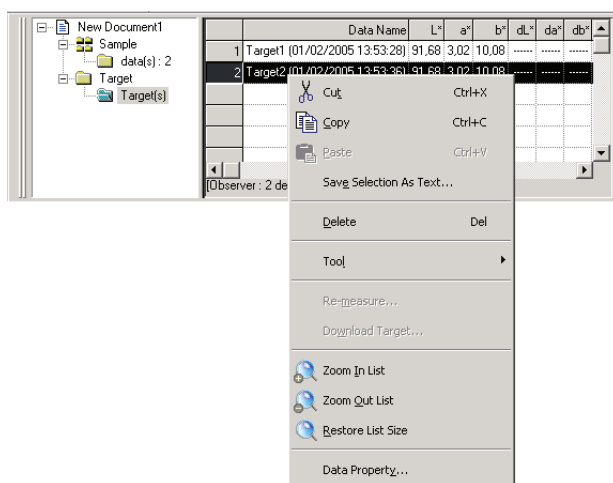 New Document1
Sample
data(s) : 2
Target
Target(s)
Data Name L* a* b* dL* da* db*
1 Target1 (01/02/2005 13:53:28) 91,68 3,02 10,08 ----- ----- -----
2 Target2 (01/02/2005 13:53:36) 91,68 3,02 10,08 ----- ----- -----
[Observer : 2 de
Cut Ctrl+X
Copy Ctrl+C
Paste Ctrl+V
Save Selection As Text...
Delete Del
Tool
Re-measure...
Download Target...
Zoom In List
Zoom Out List
Restore List Size
Data Property...